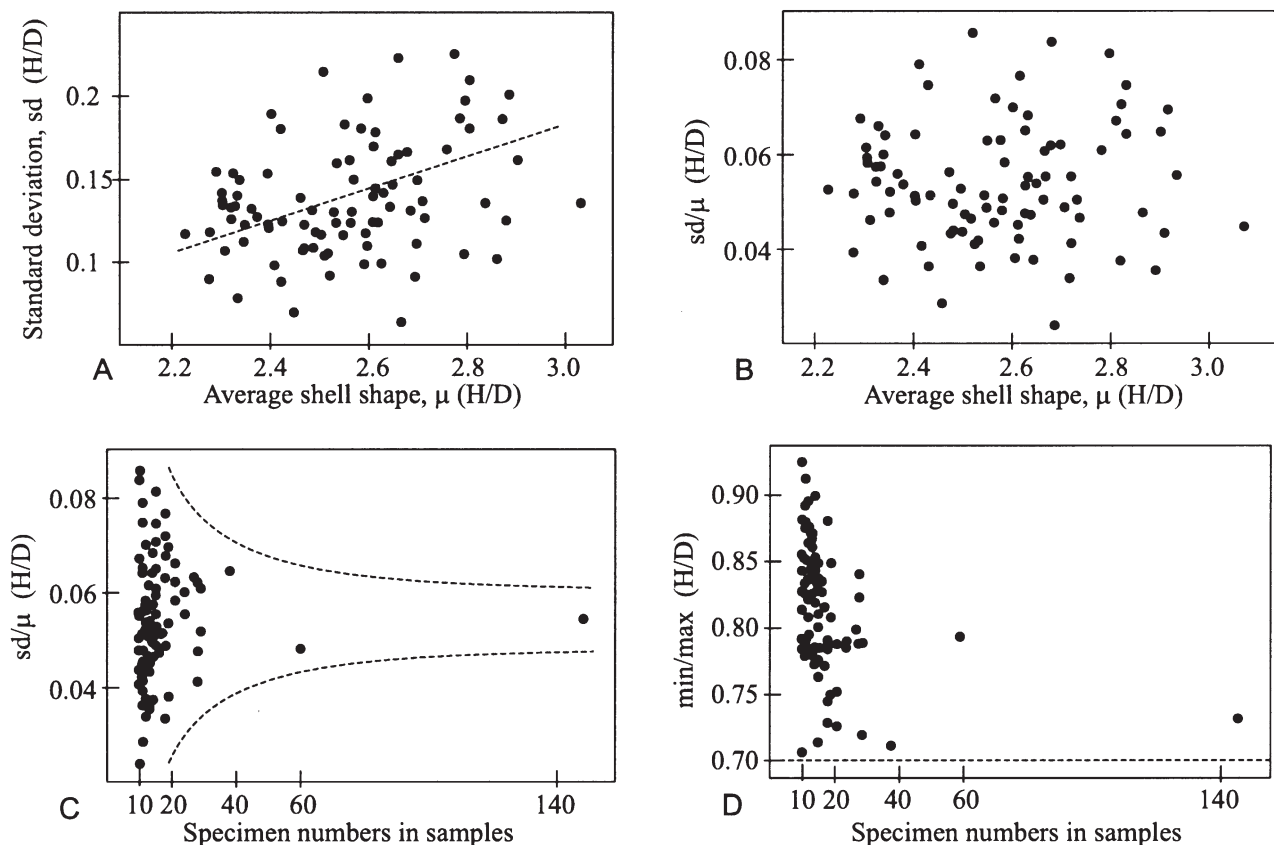 Standard deviation, sd (H/D)
0.2
0.15
0.1
2.2 2.4 2.6 2.8 3.0
A
Average shell shape, μ (H/D)
sd/μ (H/D)
0.08
0.06
0.04
2.2 2.4 2.6 2.8 3.0
B
Average shell shape, μ (H/D)
sd/μ (H/D)
0.08
0.06
0.04
10 20 40 60 140
C
Specimen numbers in samples
min/max (H/D)
0.90
0.85
0.80
0.75
0.70
10 20 40 60 140
D
Specimen numbers in samples